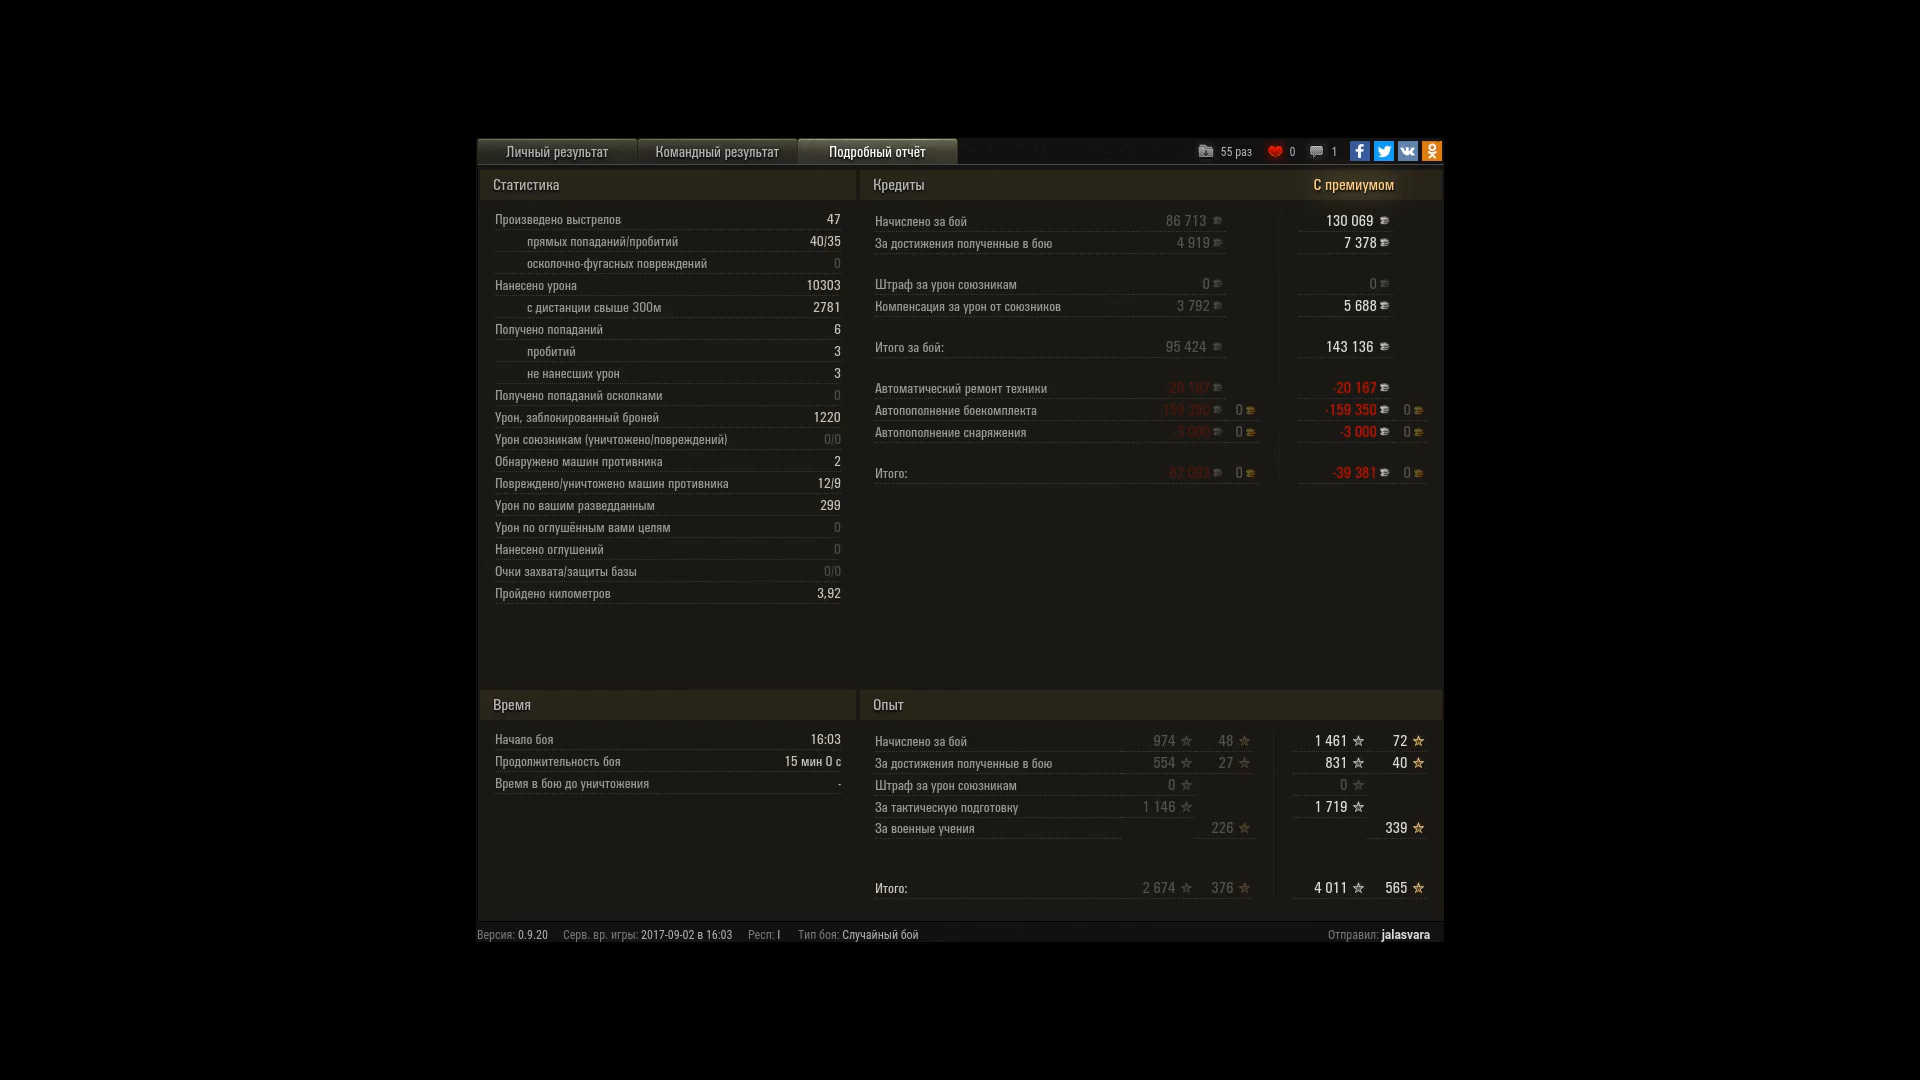 Личный результат Командный результат Подробный отчёт 55 раз 0 1
Статистика
Произведено выстрелов 47
прямых попаданий/пробитий 40/35
осколочно-фугасных повреждений 0
Нанесено урона 10303
с дистанции свыше 300м 2781
Получено попаданий 6
пробитий 3
не нанесших урон 3
Получено попаданий осколками 0
Урон, заблокированный броней 1220
Урон союзникам (уничтожено/повреждений) 0/0
Обнаружено машин противника 2
Повреждено/уничтожено машин противника 12/9
Урон по вашим разведданным 299
Урон по оглушённым вами целям 0
Нанесено оглушений 0
Очки захвата/защиты базы 0/0
Пройдено километров 3,92
Кредиты С премиумом
Начислено за бой 86 713 130 069
За достижения полученные в бою 4 919 7 378
Штраф за урон союзникам 0 0
Компенсация за урон от союзников 3 792 5 688
Итого за бой: 95 424 143 136
Автоматический ремонт техники -20 167 -20 167
Автопополнение боекомплекта -159 350 0 -159 350 0
Автопополнение снаряжения -3 000 0 -3 000 0
Итого: -87 093 0 -39 381 0
Время
Начало боя 16:03
Продолжительность боя 15 мин 0 с
Время в бою до уничтожения -
Опыт
Начислено за бой 974 48 1 461 72
За достижения полученные в бою 554 27 831 40
Штраф за урон союзникам 0 0
За тактическую подготовку 1 146 1 719
За военные учения 226 339
Итого: 2 674 376 4 011 565
Версия: 0.9.20 Серв. вр. игры: 2017-09-02 в 16:03 Респ: I Тип боя: Случайный бой Отправил: jalasvara